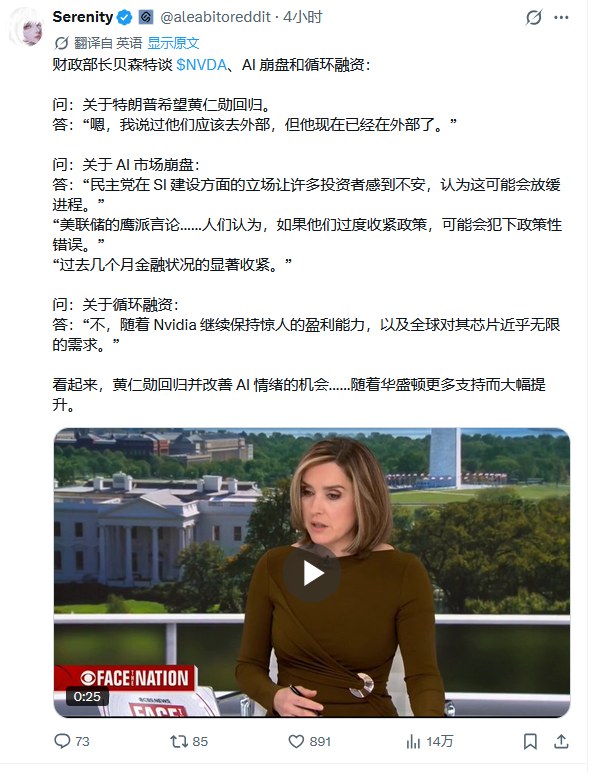 Serenity @aleabitoreddit · 4小时
翻译自 英语 显示原文
财政部长贝森特谈 $NVDA、AI 崩盘和循环融资：
问：关于特朗普希望黄仁勋回归。
答：“嗯，我说过他们应该去外部，但他现在已经在外部了。”
问：关于 AI 市场崩盘：
答：“民主党在 SI 建设方面的立场让许多投资者感到不安，认为这可能会放缓
进程。”
“美联储的鹰派言论......人们认为，如果他们过度收紧政策，可能会犯下政策性
错误。”
“过去几个月金融状况的显著收紧。”
问：关于循环融资：
答：“不，随着 Nvidia 继续保持惊人的盈利能力，以及全球对其芯片近乎无限
的需求。”
看起来，黄仁勋回归并改善 AI 情绪的机会......随着华盛顿更多支持而大幅提
升。
FACE THE NATION
0:25
CBS NEWS
FACE
73 85 891 14万